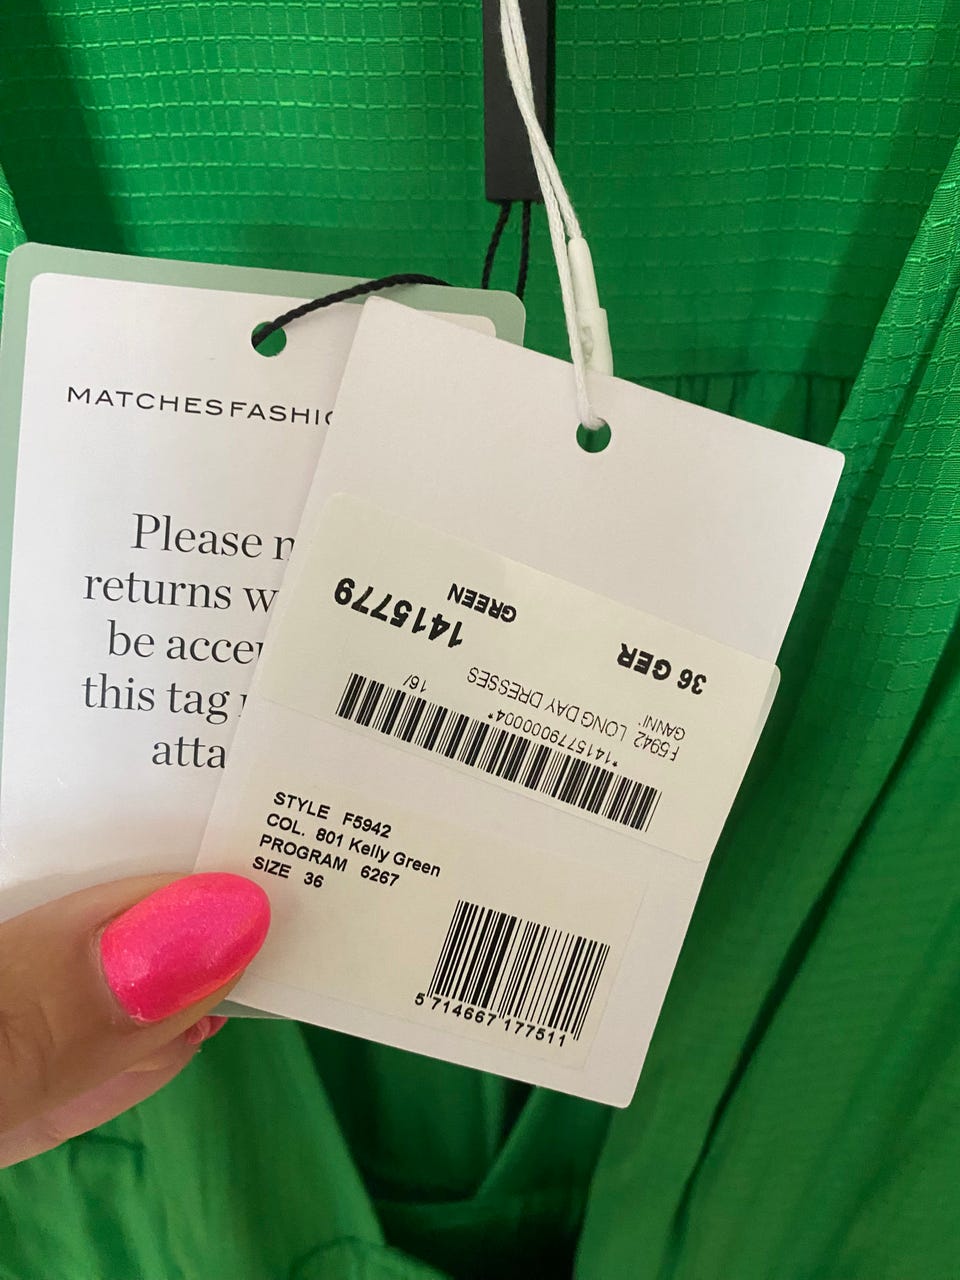 MATCHESFASHIO
Please n
returns w
be accep
this tag
atta
1415779
GREEN
36 GER
GANNI
F5942 LONG DAY DRESSES
16/
*1415779000004*
STYLE F5942
COL. 801 Kelly Green
PROGRAM 6267
SIZE 36
5 714667 177511